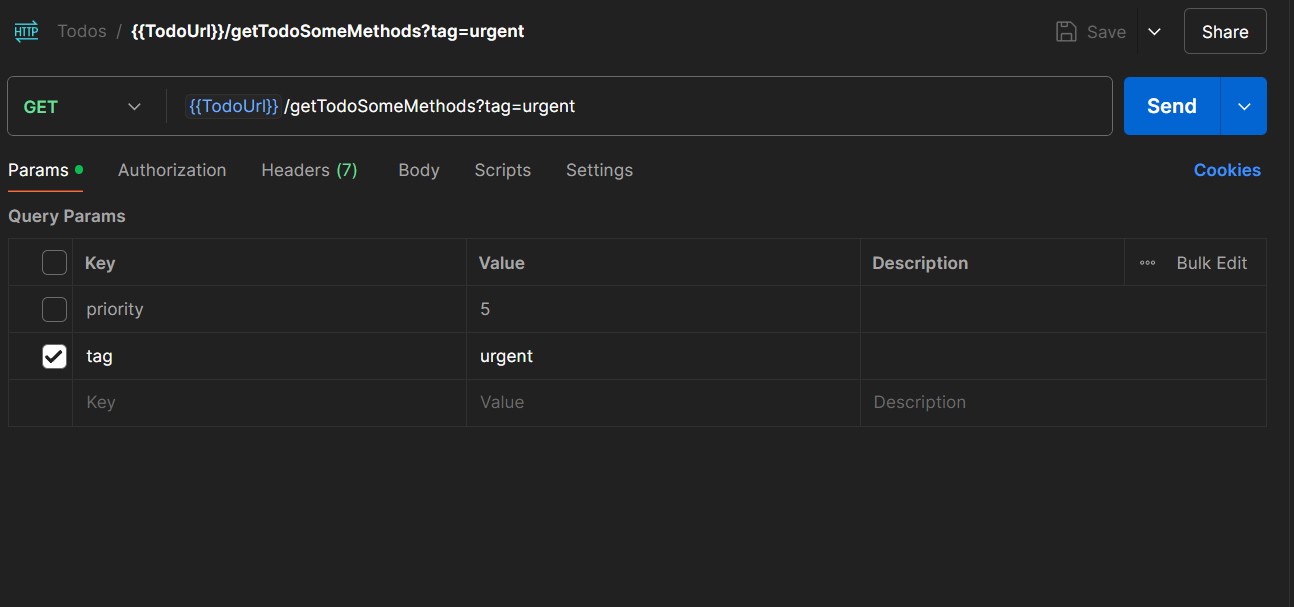 HTTP Todos / {{TodoUrl}}/getTodoSomeMethods?tag=urgent Save Share
GET {{TodoUrl}} /getTodoSomeMethods?tag=urgent Send
Params Authorization Headers (7) Body Scripts Settings Cookies
Query Params
Key Value Description Bulk Edit
priority 5
tag urgent
Key Value Description